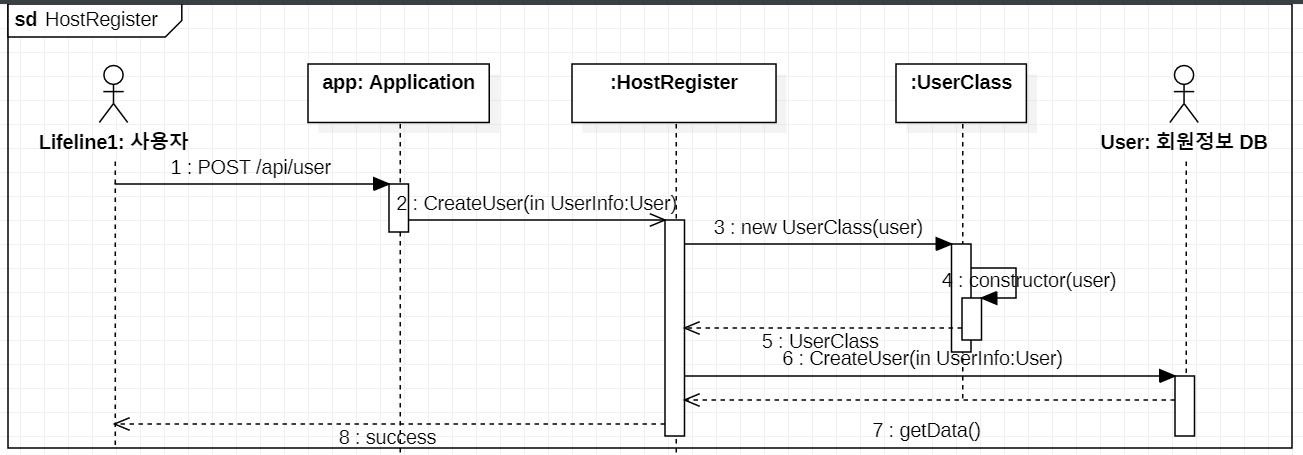 sd HostRegister
app: Application
:HostRegister
:UserClass
Lifeline1: 사용자
User: 회원정보 DB
1 : POST /api/user
2 : CreateUser(in UserInfo:User)
3 : new UserClass(user)
4 : constructor(user)
5 : UserClass
6 : CreateUser(in UserInfo:User)
7 : getData()
8 : success